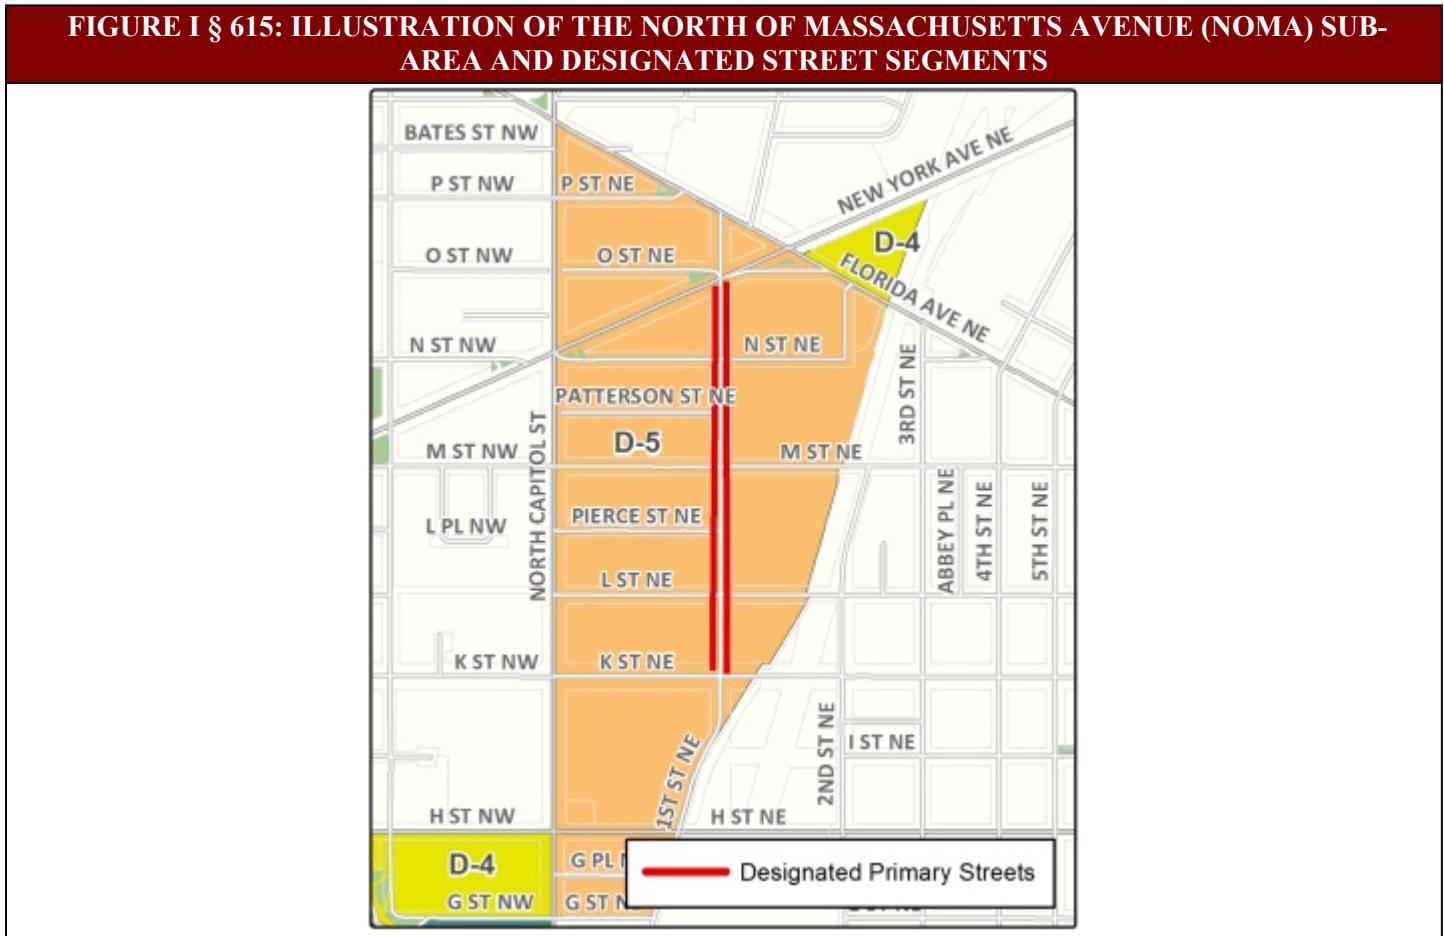 FIGURE I § 615: ILLUSTRATION OF THE NORTH OF MASSACHUSETTS AVENUE (NOMA) SUB-
AREA AND DESIGNATED STREET SEGMENTS
BATES ST NW
NEW YORK AVE NE
P ST NW
P ST NE
D-4
O ST NW
O ST NE
FLORIDA AVE NE
N ST NW
N ST NE
3RD ST NE
PATTERSON ST NE
NORTH CAPITOL ST
D-5
M ST NW
M ST NE
L PL NW
PIERCE ST NE
ABBEY PL NE
4TH ST NE
5TH ST NE
L ST NE
K ST NW
K ST NE
1ST ST NE
2ND ST NE
I ST NE
H ST NW
H ST NE
D-4
G PL
Designated Primary Streets
G ST NW
G ST